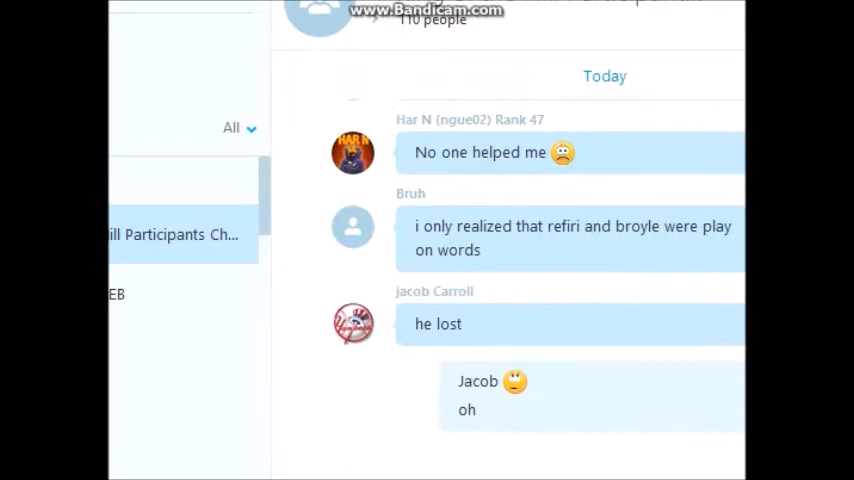 www.Bandicam.com
110 people
Today
All
Har N (ngue02) Rank 47
No one helped me
Bruh
i only realized that refiri and broyle were play
on words
ill Participants Ch...
EB
jacob Carroll
he lost
Jacob
oh
HAR N